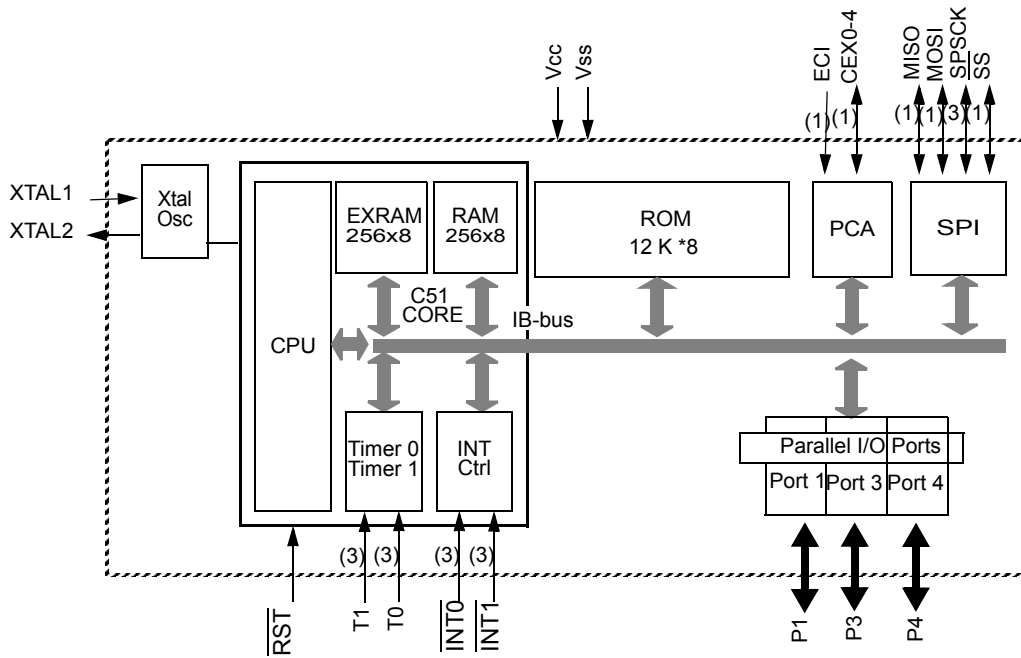 Vcc
Vss
ECI
CEX0-4
MISO
MOSI
SPSCK
SS
(1)(1)
(1)(1)(3)(1)
XTAL1
XTAL2
Xtal
Osc
EXRAM
256x8
RAM
256x8
ROM
12 K *8
PCA
SPI
C51
CORE
IB-bus
CPU
Timer 0
Timer 1
INT
Ctrl
Parallel I/O Ports
Port 1
Port 3
Port 4
(3)
(3)
(3)
(3)
RST
T1
T0
INT0
INT1
P1
P3
P4